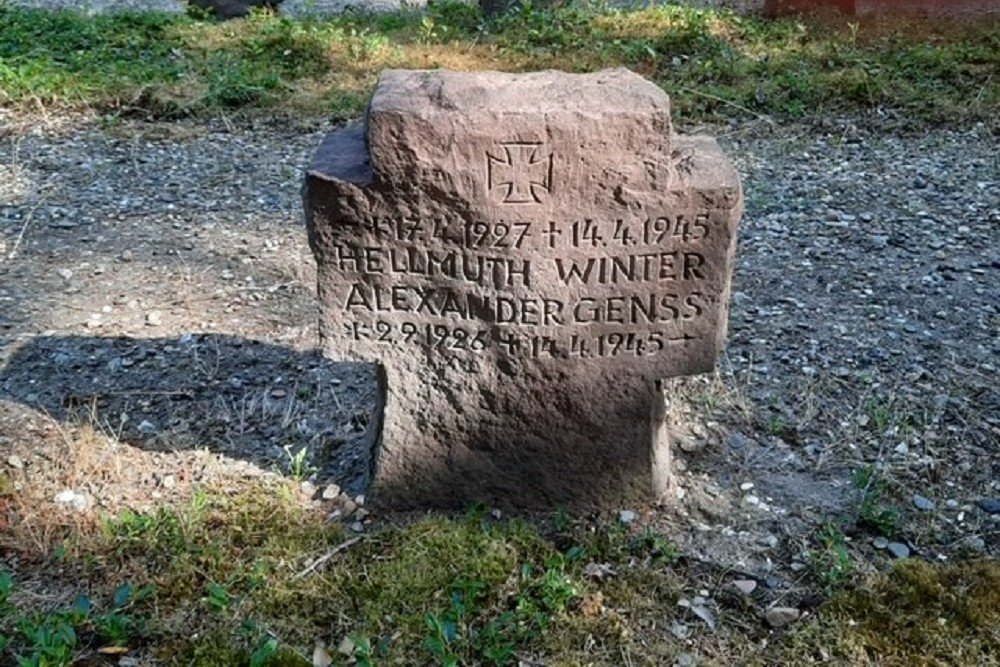 * 17.4.1927 † 14.4.1945
HELLMUTH WINTER
ALEXANDER GENSS
* 2.9.1926 † 14.4.1945